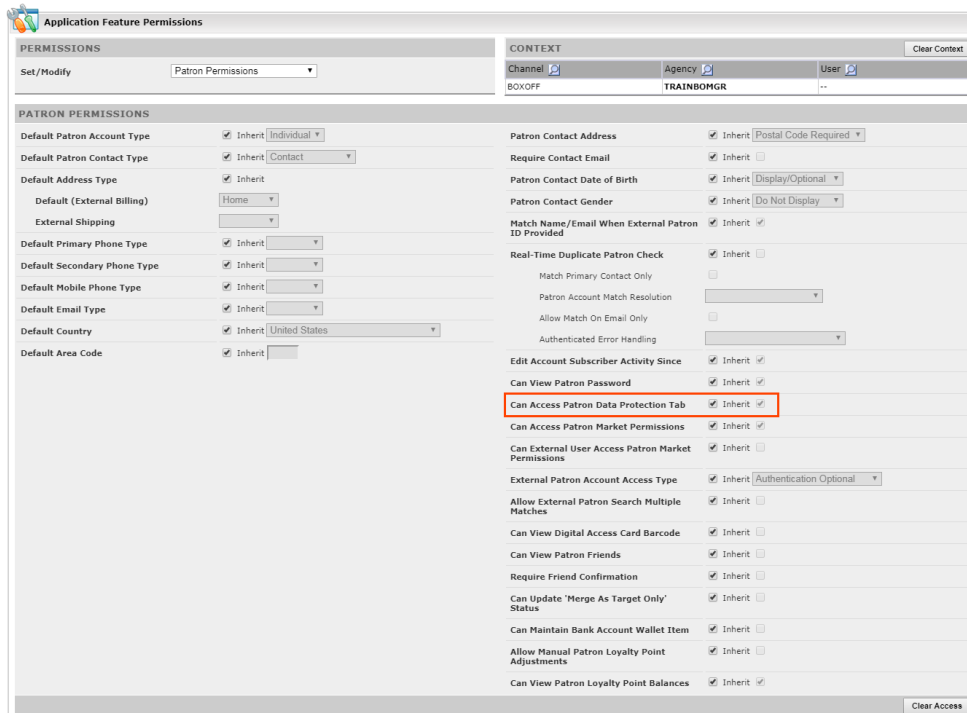 Application Feature Permissions
PERMISSIONS
Set/Modify
Patron Permissions
CONTEXT
Clear Context
Channel Agency User
BOXOFF TRAINBOMGR --
PATRON PERMISSIONS
Default Patron Account Type Inherit Individual
Default Patron Contact Type Inherit Contact
Default Address Type Inherit
Default (External Billing) Home
External Shipping
Default Primary Phone Type Inherit
Default Secondary Phone Type Inherit
Default Mobile Phone Type Inherit
Default Email Type Inherit
Default Country Inherit United States
Default Area Code Inherit
Patron Contact Address Inherit Postal Code Required
Require Contact Email Inherit
Patron Contact Date of Birth Inherit Display/Optional
Patron Contact Gender Inherit Do Not Display
Match Name/Email When External Patron Inherit
ID Provided
Real-Time Duplicate Patron Check Inherit
Match Primary Contact Only
Patron Account Match Resolution
Allow Match On Email Only
Authenticated Error Handling
Edit Account Subscriber Activity Since Inherit
Can View Patron Password Inherit
Can Access Patron Data Protection Tab Inherit
Can Access Patron Market Permissions Inherit
Can External User Access Patron Market Inherit
Permissions
External Patron Account Access Type Inherit Authentication Optional
Allow External Patron Search Multiple Inherit
Matches
Can View Digital Access Card Barcode Inherit
Can View Patron Friends Inherit
Require Friend Confirmation Inherit
Can Update 'Merge As Target Only' Inherit
Status
Can Maintain Bank Account Wallet Item Inherit
Allow Manual Patron Loyalty Point Inherit
Adjustments
Can View Patron Loyalty Point Balances Inherit
Clear Access